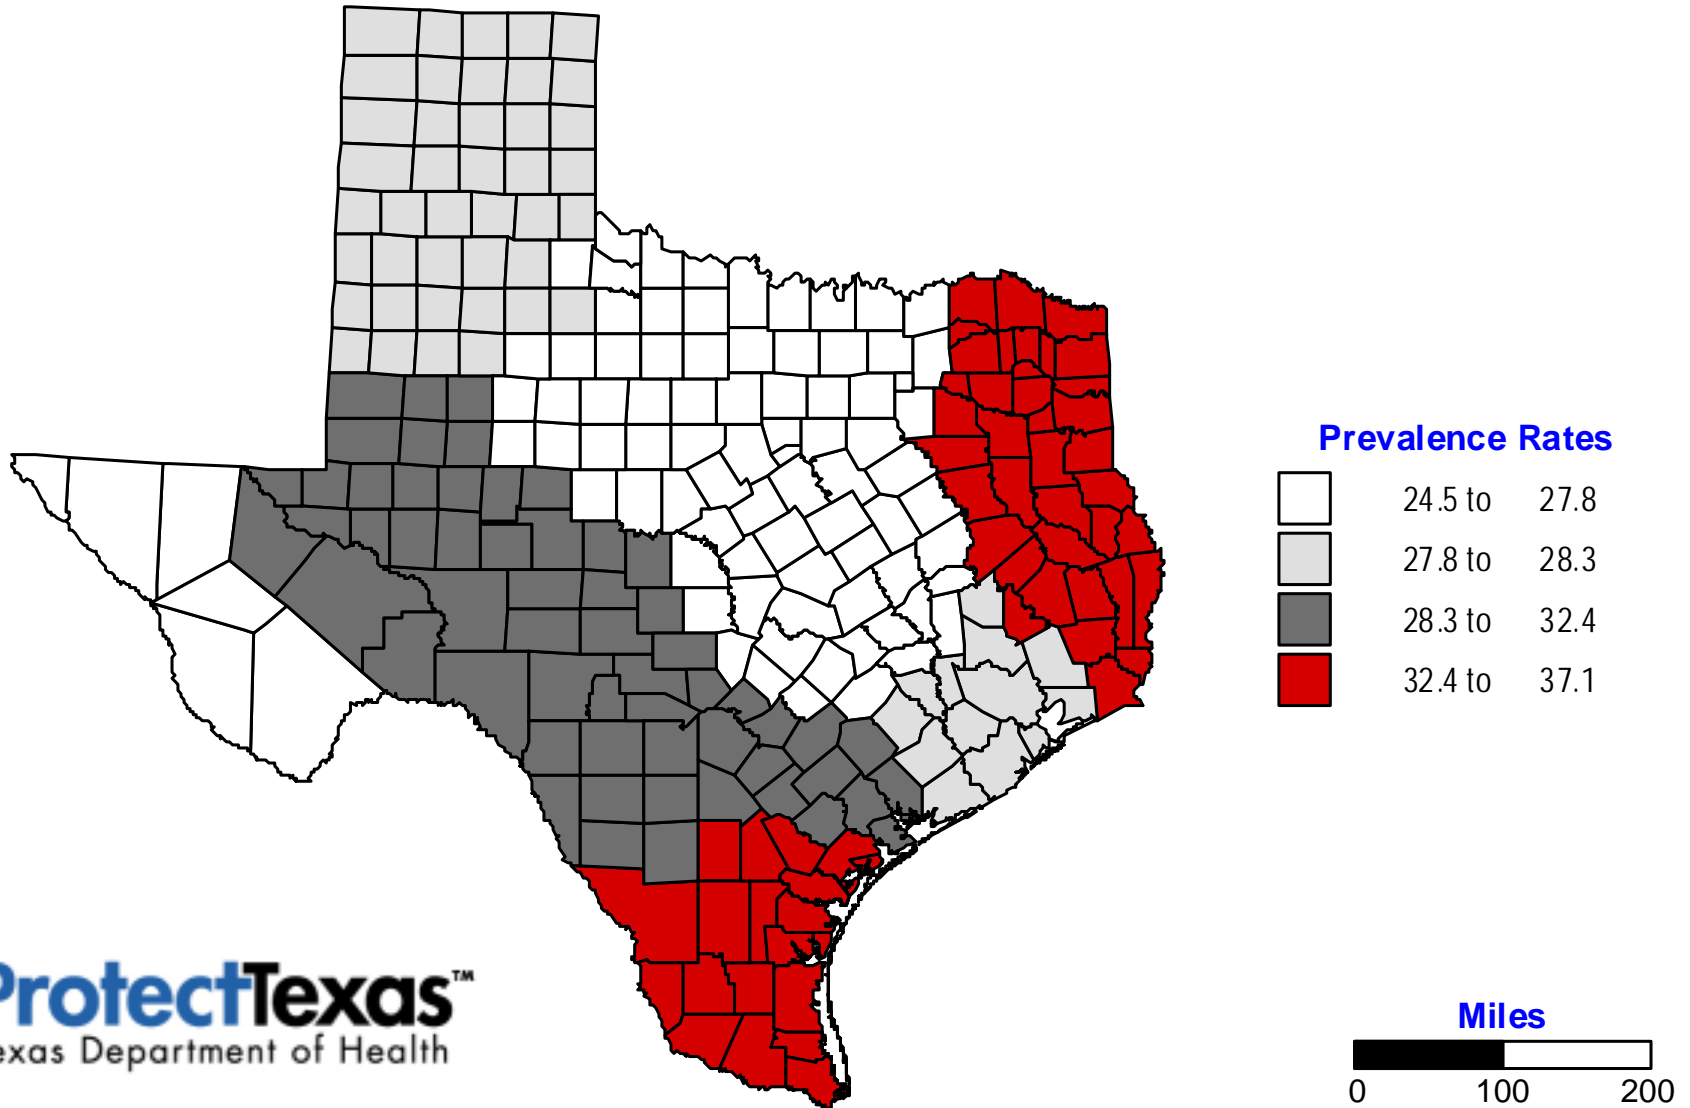 Prevalence Rates
24.5 to 27.8
27.8 to 28.3
28.3 to 32.4
32.4 to 37.1
ProtectTexas™
exas Department of Health
Miles
0 100 200